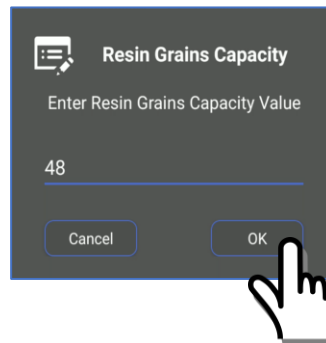 Resin Grains Capacity
Enter Resin Grains Capacity Value
48
Cancel
OK